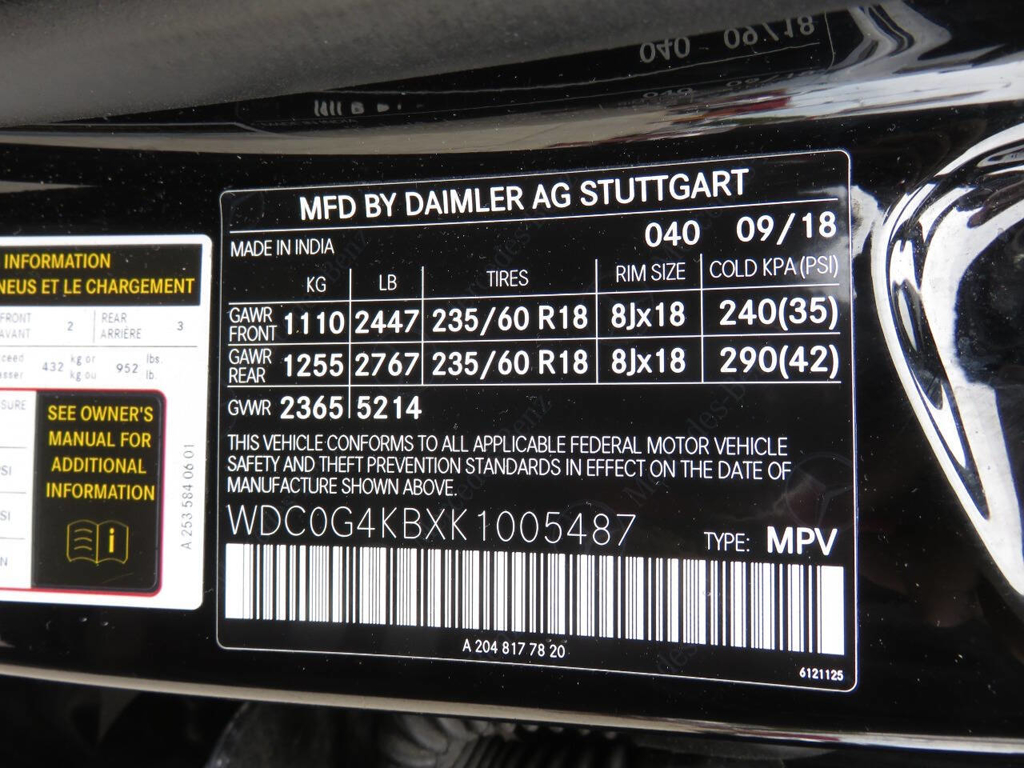 MFD BY DAIMLER AG STUTTGART
MADE IN INDIA 040 09/18
KG LB TIRES RIM SIZE COLD KPA (PSI)
GAWR FRONT 1110 2447 235/60 R18 8Jx18 240(35)
GAWR REAR 1255 2767 235/60 R18 8Jx18 290(42)
GVWR 2365 5214
THIS VEHICLE CONFORMS TO ALL APPLICABLE FEDERAL MOTOR VEHICLE
SAFETY AND THEFT PREVENTION STANDARDS IN EFFECT ON THE DATE OF
MANUFACTURE SHOWN ABOVE.
WDC0G4KBXK1005487 TYPE: MPV
A 204 817 78 20
6121125
INFORMATION
NEUS ET LE CHARGEMENT
FRONT 2 REAR 3
AVANT ARRIÈRE
432 kg or 952 lbs.
kg ou lb.
SEE OWNER'S
MANUAL FOR
ADDITIONAL
INFORMATION
A 253 584 06 01
040 09/18